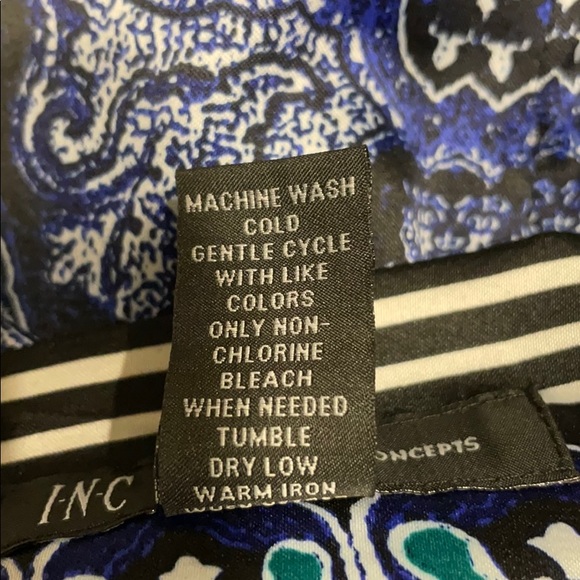 MACHINE WASH
COLD
GENTLE CYCLE
WITH LIKE
COLORS
ONLY NON-
CHLORINE
BLEACH
WHEN NEEDED
TUMBLE
DRY LOW
WARM IRON
I·N·C
ONCEPTS